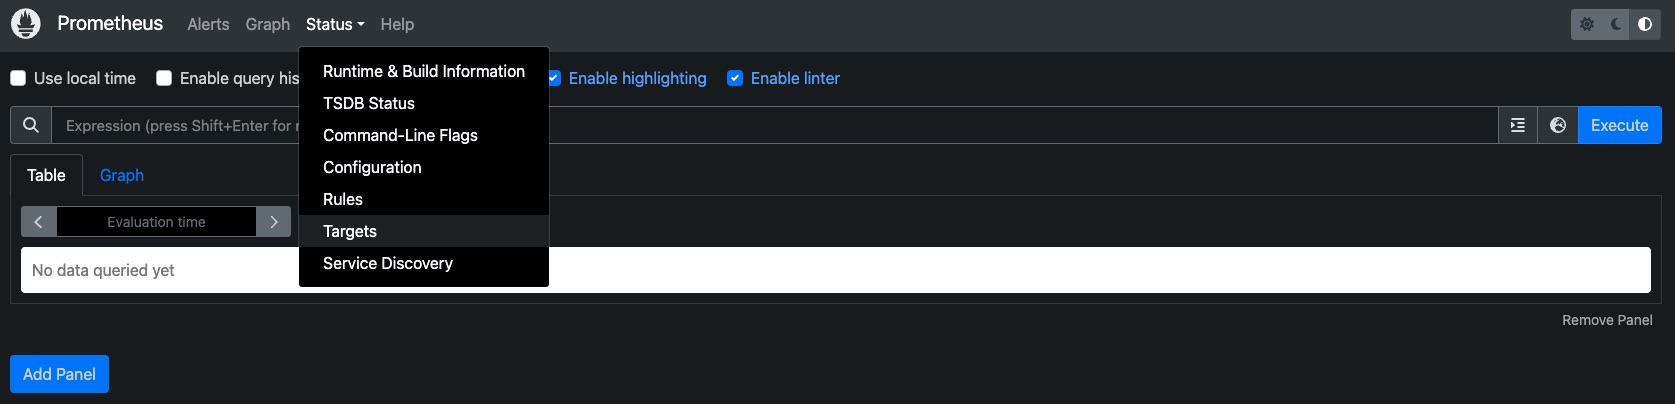 Prometheus Alerts Graph Status Help
Use local time Enable query his Enable highlighting Enable linter
Expression (press Shift+Enter for Execute
Runtime & Build Information
TSDB Status
Command-Line Flags
Configuration
Rules
Targets
Service Discovery
Table Graph
Evaluation time
No data queried yet
Remove Panel
Add Panel